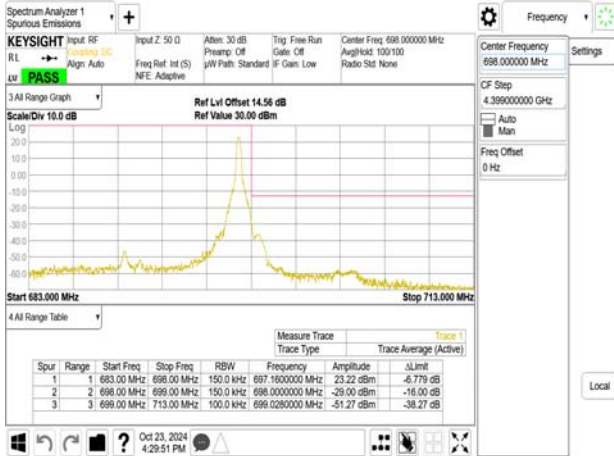 Spectrum Analyzer 1
Spurious Emissions
+
Frequency
KEYSIGHT
RL
LV PASS
Input: RF
Coupling: DC
Align: Auto
Input Z: 50 Ω
Freq Ref: Int (S)
NFE: Adaptive
Atten: 30 dB
Preamp: Off
µW Path: Standard
Trig: Free Run
Gate: Off
IF Gain: Low
Center Freq: 698.000000 MHz
Avg|Hold: 100/100
Radio Std: None
Center Frequency
698.000000 MHz
Settings
CF Step
4.399000000 GHz
Auto
Man
Freq Offset
0 Hz
Local
3 All Range Graph
Scale/Div 10.0 dB
Ref Lvl Offset 14.56 dB
Ref Value 30.00 dBm
Log
20.0
10.0
0.00
-10.0
-20.0
-30.0
-40.0
-50.0
-60.0
Start 683.000 MHz
Stop 713.000 MHz
4 All Range Table
Measure Trace Trace 1
Trace Type Trace Average (Active)
Spur Range Start Freq Stop Freq RBW Frequency Amplitude ΔLimit
1 1 683.00 MHz 698.00 MHz 150.0 kHz 697.1600000 MHz 23.22 dBm -6.779 dB
2 2 698.00 MHz 699.00 MHz 150.0 kHz 698.0000000 MHz -29.00 dBm -16.00 dB
3 3 699.00 MHz 713.00 MHz 100.0 kHz 699.0280000 MHz -51.27 dBm -38.27 dB
?
Oct 23, 2024
4:29:51 PM